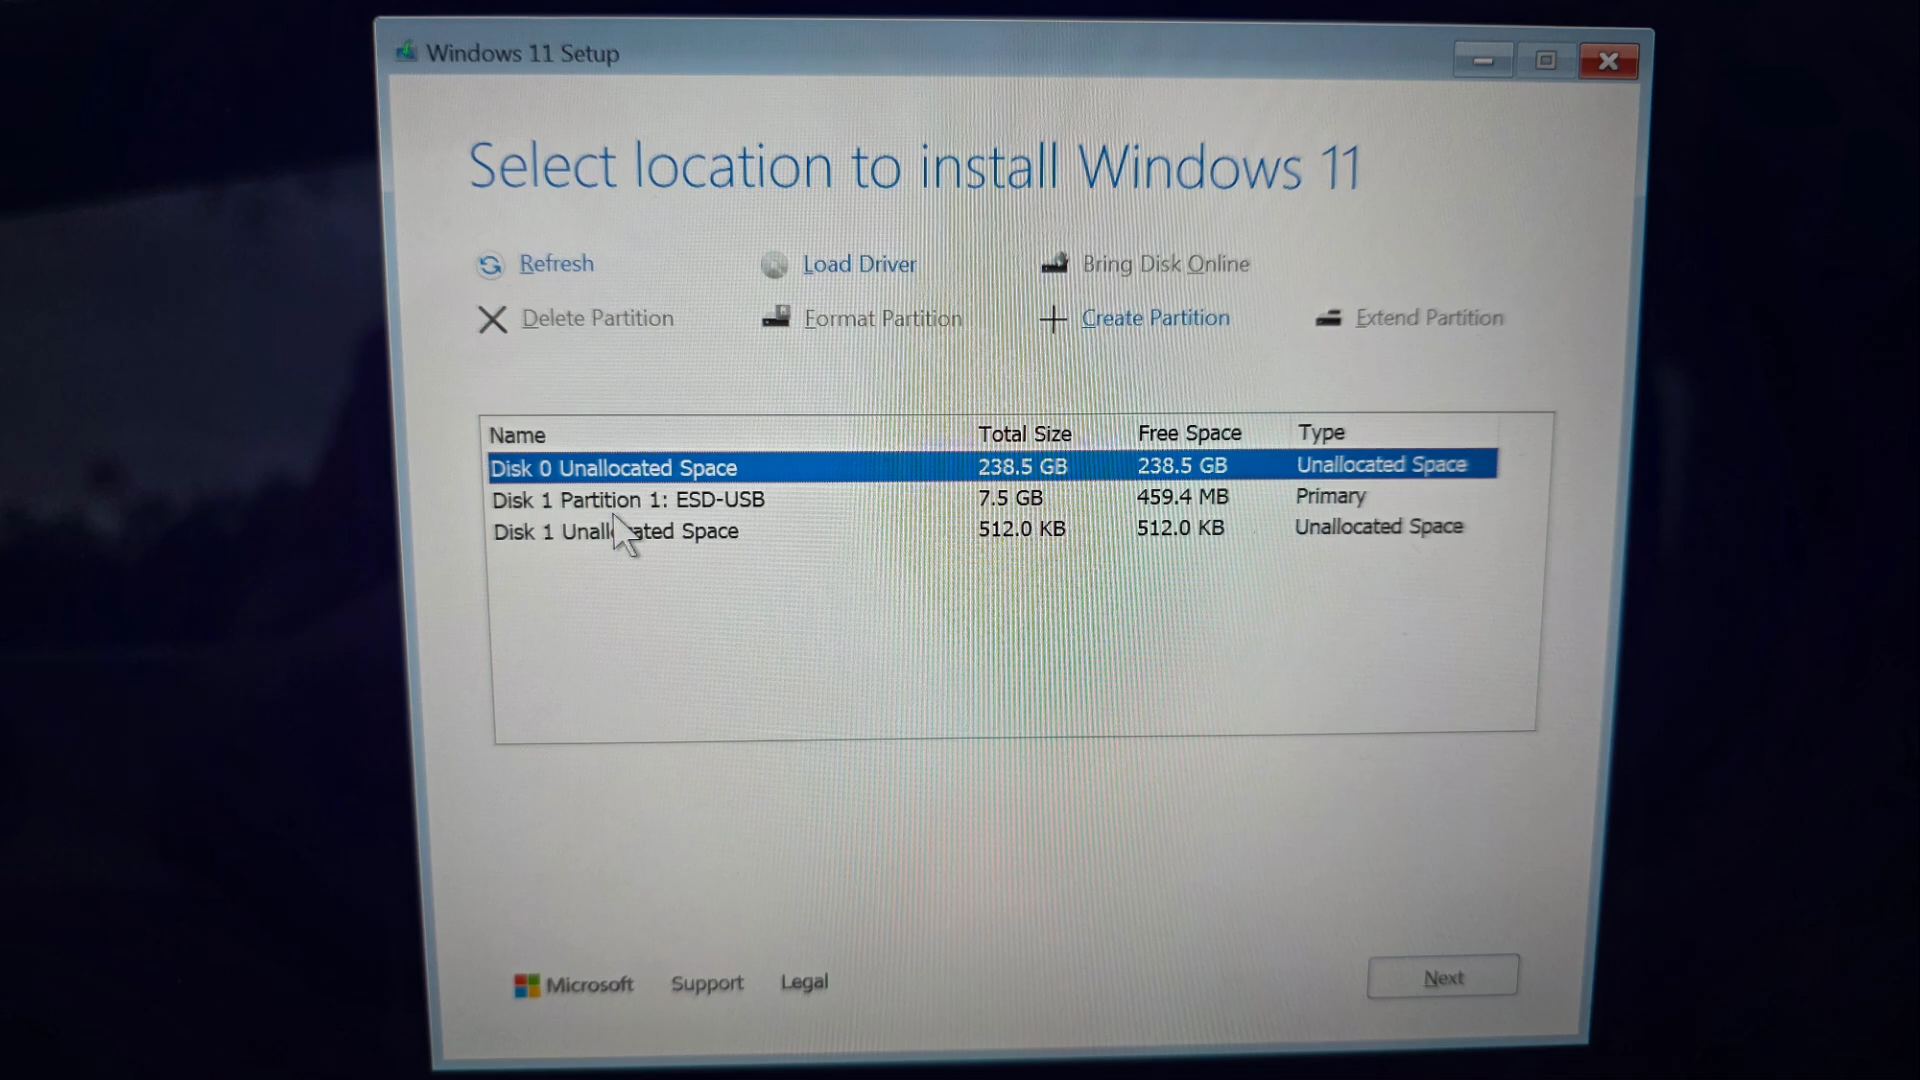 Windows 11 Setup
Select location to install Windows 11
Refresh Load Driver Bring Disk Online
Delete Partition Format Partition Create Partition Extend Partition
Name Total Size Free Space Type
Disk 0 Unallocated Space 238.5 GB 238.5 GB Unallocated Space
Disk 1 Partition 1: ESD-USB 7.5 GB 459.4 MB Primary
Disk 1 Unallocated Space 512.0 KB 512.0 KB Unallocated Space
Microsoft Support Legal Next